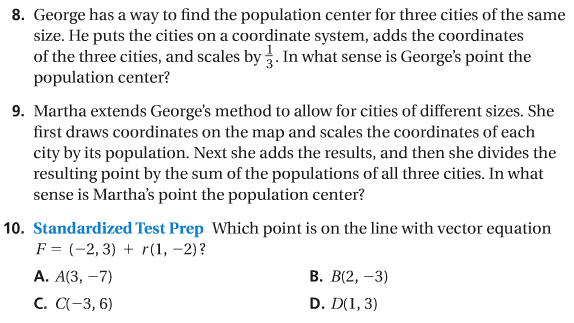 8. George has a way to find the population center for three cities of the same
size. He puts the cities on a coordinate system, adds the coordinates
of the three cities, and scales by 1/3. In what sense is George's point the
population center?
9. Martha extends George's method to allow for cities of different sizes. She
first draws coordinates on the map and scales the coordinates of each
city by its population. Next she adds the results, and then she divides the
resulting point by the sum of the populations of all three cities. In what
sense is Martha's point the population center?
10. Standardized Test Prep Which point is on the line with vector equation
F = (−2, 3) + r(1, −2)?
A. A(3, −7) B. B(2, −3)
C. C(−3, 6) D. D(1, 3)